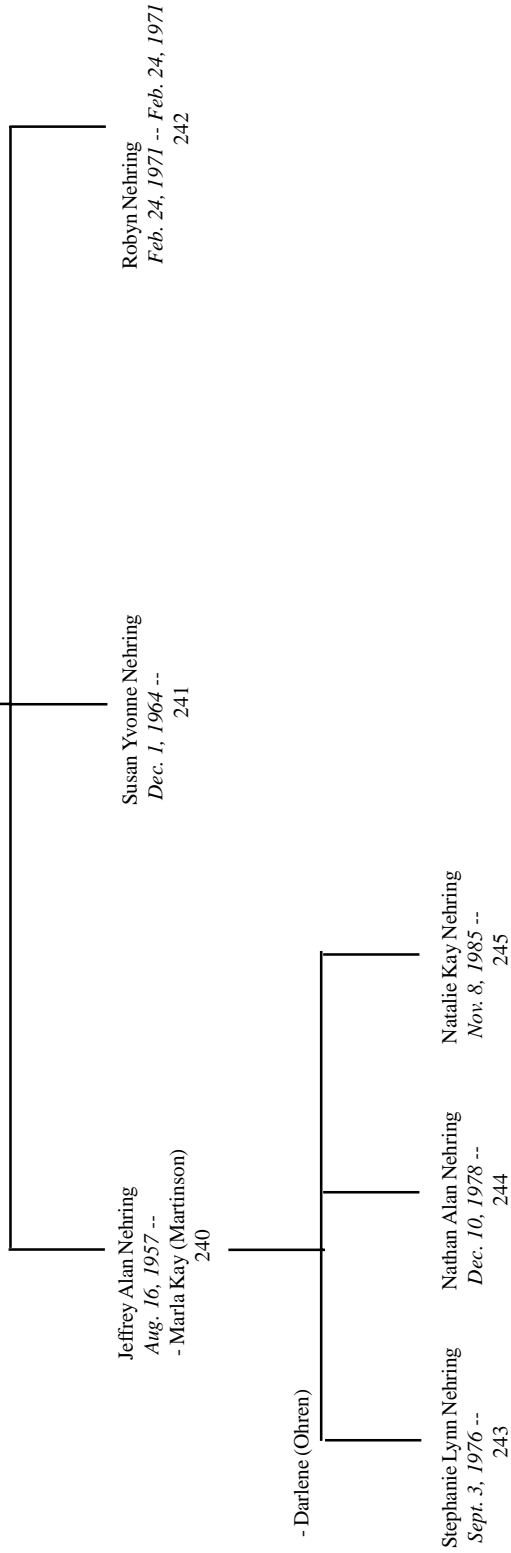 Jeffrey Alan Nehring
Aug. 16, 1957 --
- Marla Kay (Martinson)
240
Susan Yvonne Nehring
Dec. 1, 1964 --
241
Robyn Nehring
Feb. 24, 1971 -- Feb. 24, 1971
242
- Darlene (Ohren)
Stephanie Lynn Nehring
Sept. 3, 1976 --
243
Nathan Alan Nehring
Dec. 10, 1978 --
244
Natalie Kay Nehring
Nov. 8, 1985 --
245